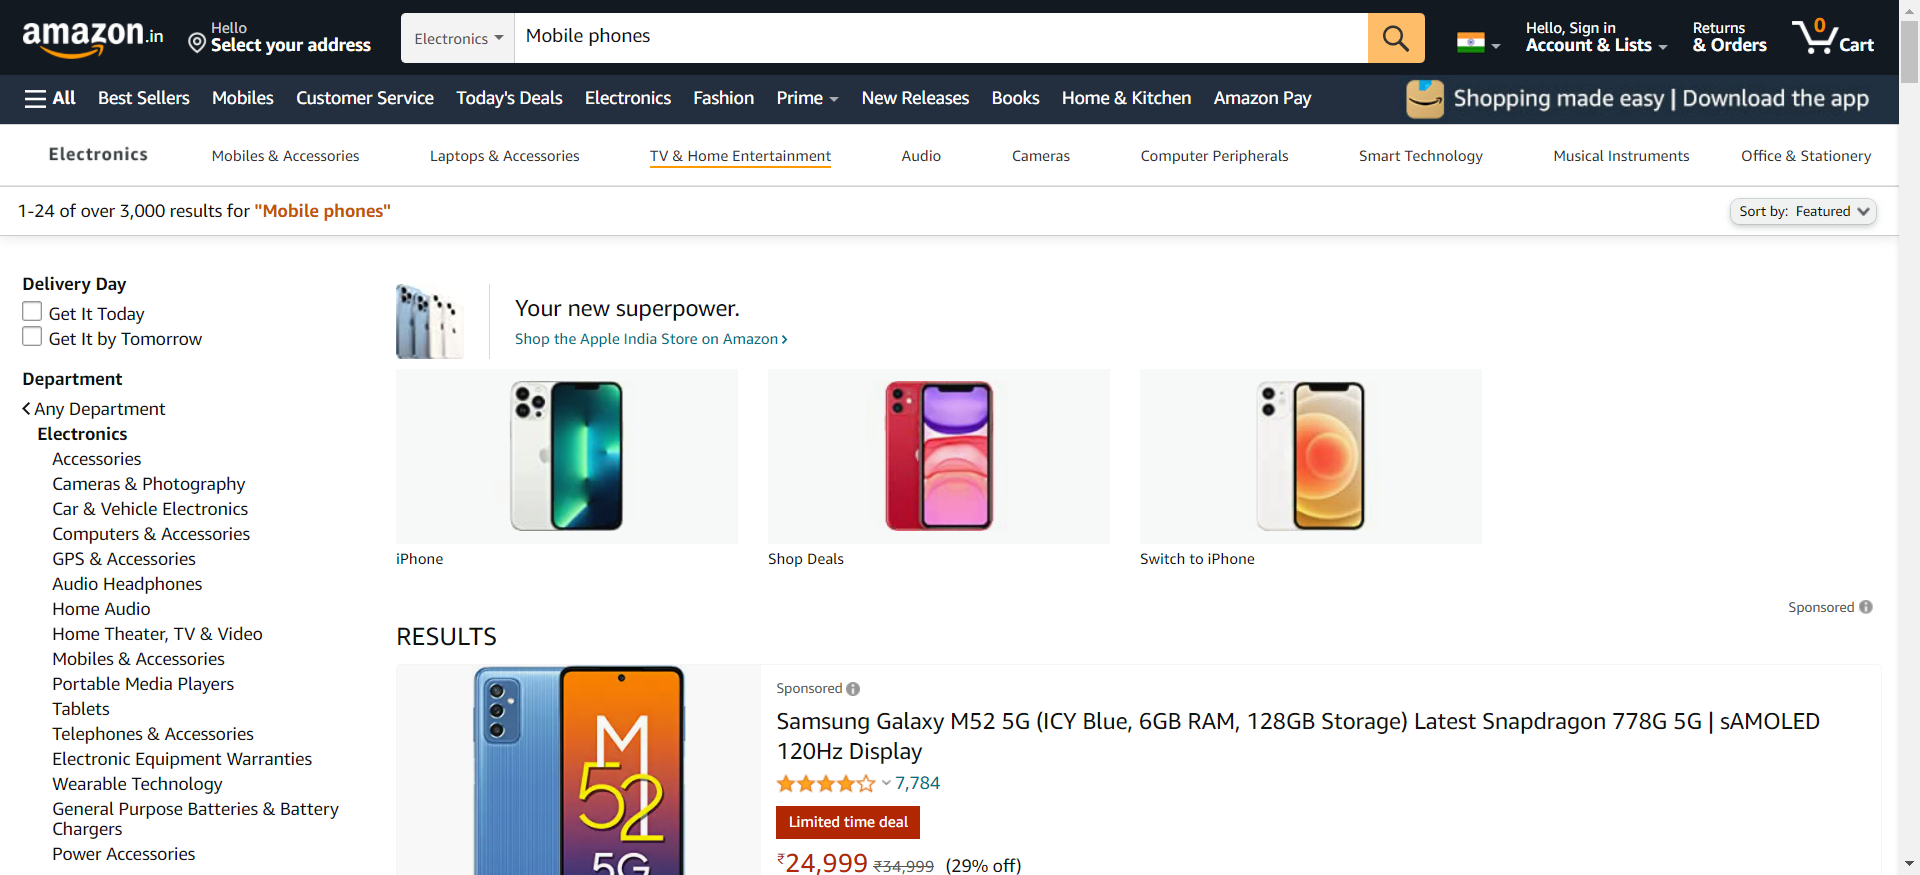 amazon.in
Hello
Select your address
Electronics
Mobile phones
Hello, Sign in
Account & Lists
Returns
& Orders
0
Cart
All
Best Sellers
Mobiles
Customer Service
Today's Deals
Electronics
Fashion
Prime
New Releases
Books
Home & Kitchen
Amazon Pay
Shopping made easy | Download the app
Electronics
Mobiles & Accessories
Laptops & Accessories
TV & Home Entertainment
Audio
Cameras
Computer Peripherals
Smart Technology
Musical Instruments
Office & Stationery
1-24 of over 3,000 results for "Mobile phones"
Sort by: Featured
Delivery Day
Get It Today
Get It by Tomorrow
Department
Any Department
Electronics
Accessories
Cameras & Photography
Car & Vehicle Electronics
Computers & Accessories
GPS & Accessories
Audio Headphones
Home Audio
Home Theater, TV & Video
Mobiles & Accessories
Portable Media Players
Tablets
Telephones & Accessories
Electronic Equipment Warranties
Wearable Technology
General Purpose Batteries & Battery
Chargers
Power Accessories
Your new superpower.
Shop the Apple India Store on Amazon ›
iPhone
Shop Deals
Switch to iPhone
Sponsored
RESULTS
M
52
5G
Sponsored
Samsung Galaxy M52 5G (ICY Blue, 6GB RAM, 128GB Storage) Latest Snapdragon 778G 5G | sAMOLED
120Hz Display
7,784
Limited time deal
₹24,999 ₹34,999 (29% off)